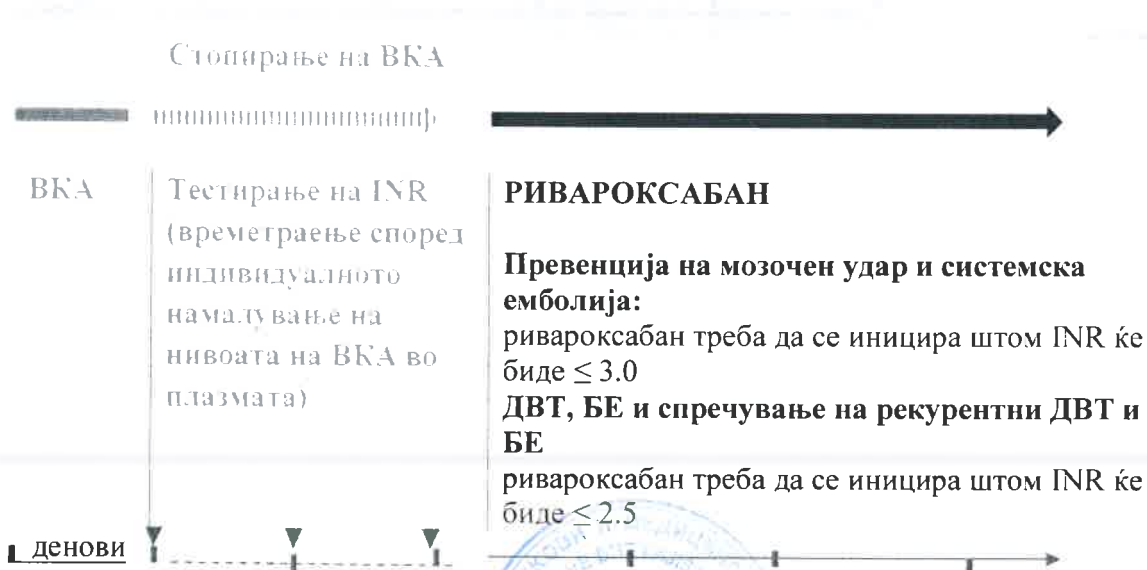 Стопирање на ВКА
ВКА
Тестирање на INR
(времетраење според
индивидуалното
намалување на
нивоата на ВКА во
плазмата)
РИВАРОКСАБАН
Превенција на мозочен удар и системска
емболија:
ривароксабан треба да се иницира штом INR ќе
биде ≤ 3.0
ДВТ, БЕ и спречување на рекурентни ДВТ и
БЕ
ривароксабан треба да се иницира штом INR ќе
биде ≤ 2.5
денови